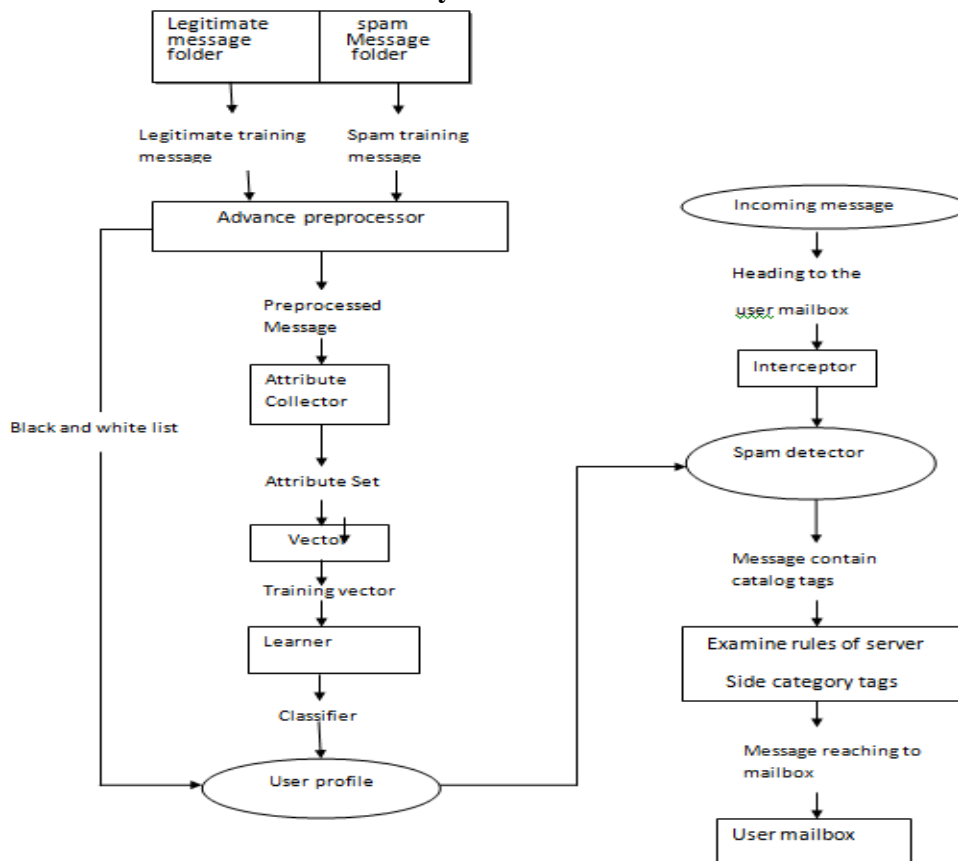 Legitimate
message
folder
spam
Message
folder
Legitimate training
message
Spam training
message
Advance preprocessor
Preprocessed
Message
Attribute
Collector
Black and white list
Attribute Set
Vector
Training vector
Learner
Classifier
User profile
Incoming message
Heading to the
user mailbox
Interceptor
Spam detector
Message contain
catalog tags
Examine rules of server
Side category tags
Message reaching to
mailbox
User mailbox